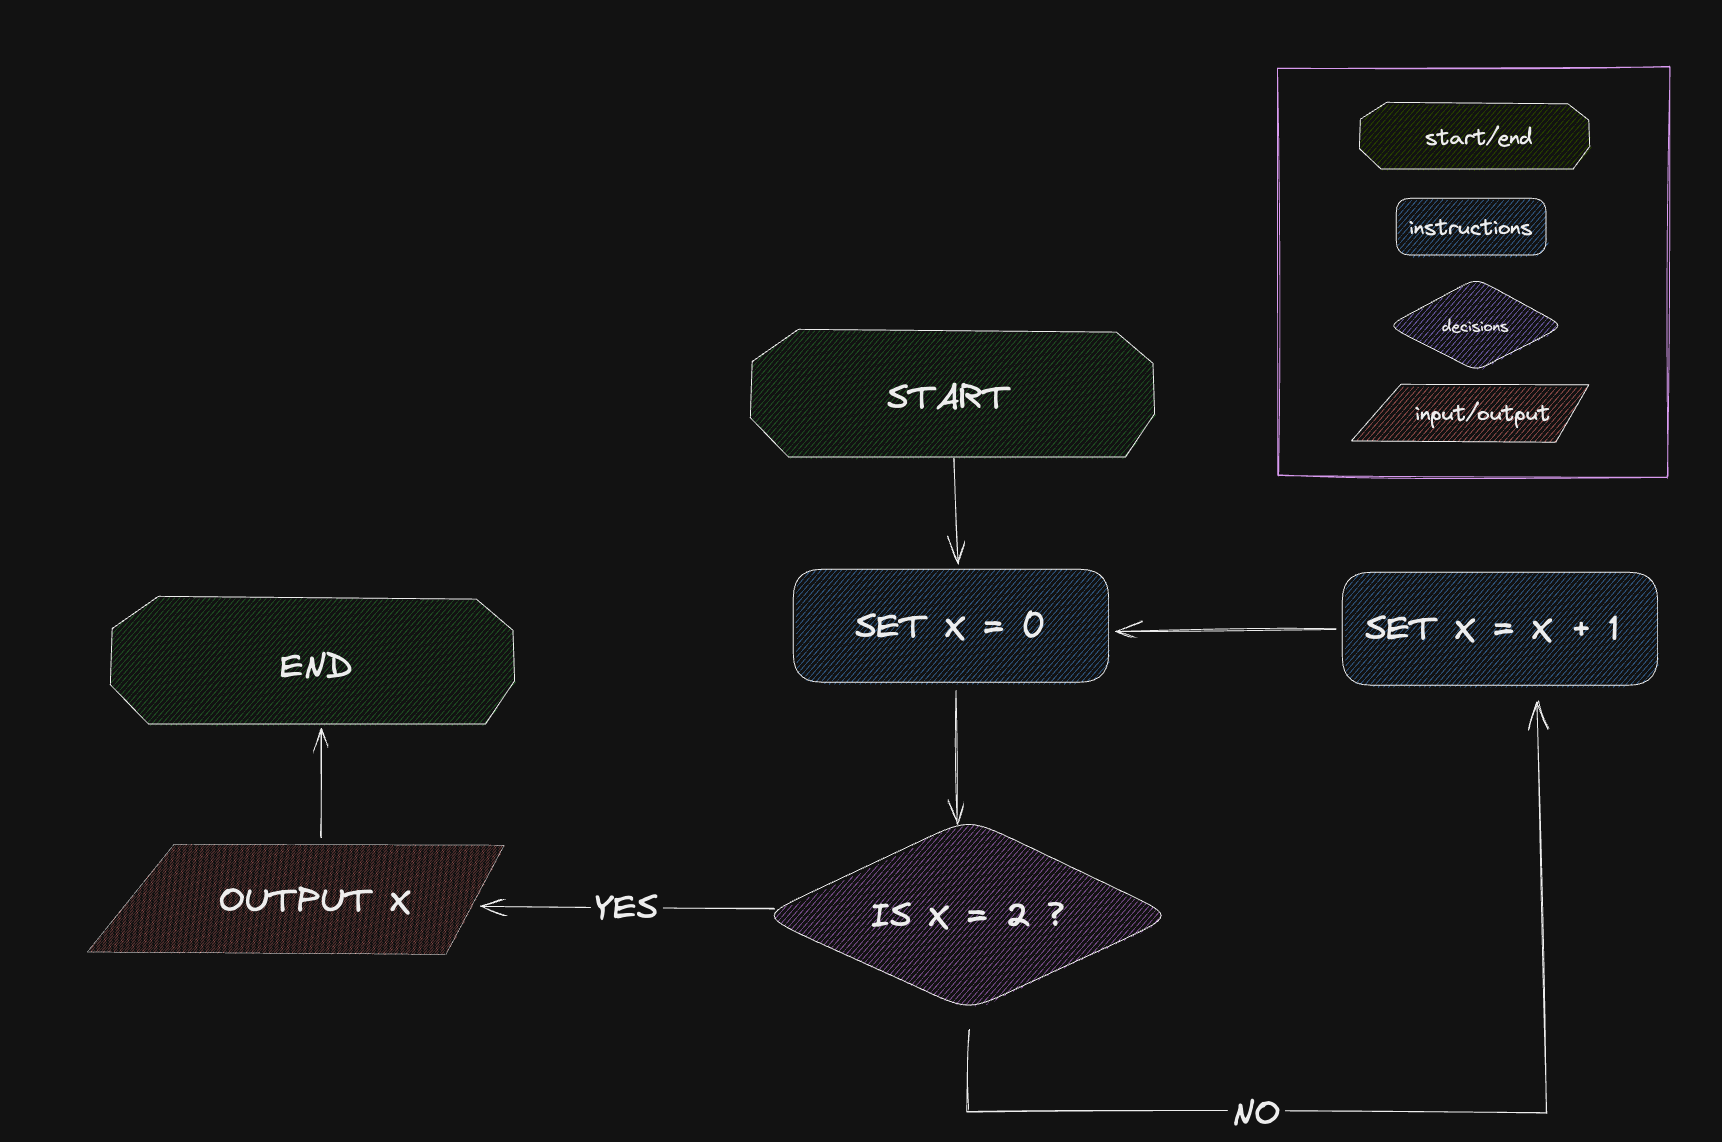 start/end
instructions
decisions
input/output
START
SET X = 0
SET X = X + 1
END
IS X = 2 ?
YES
OUTPUT X
NO